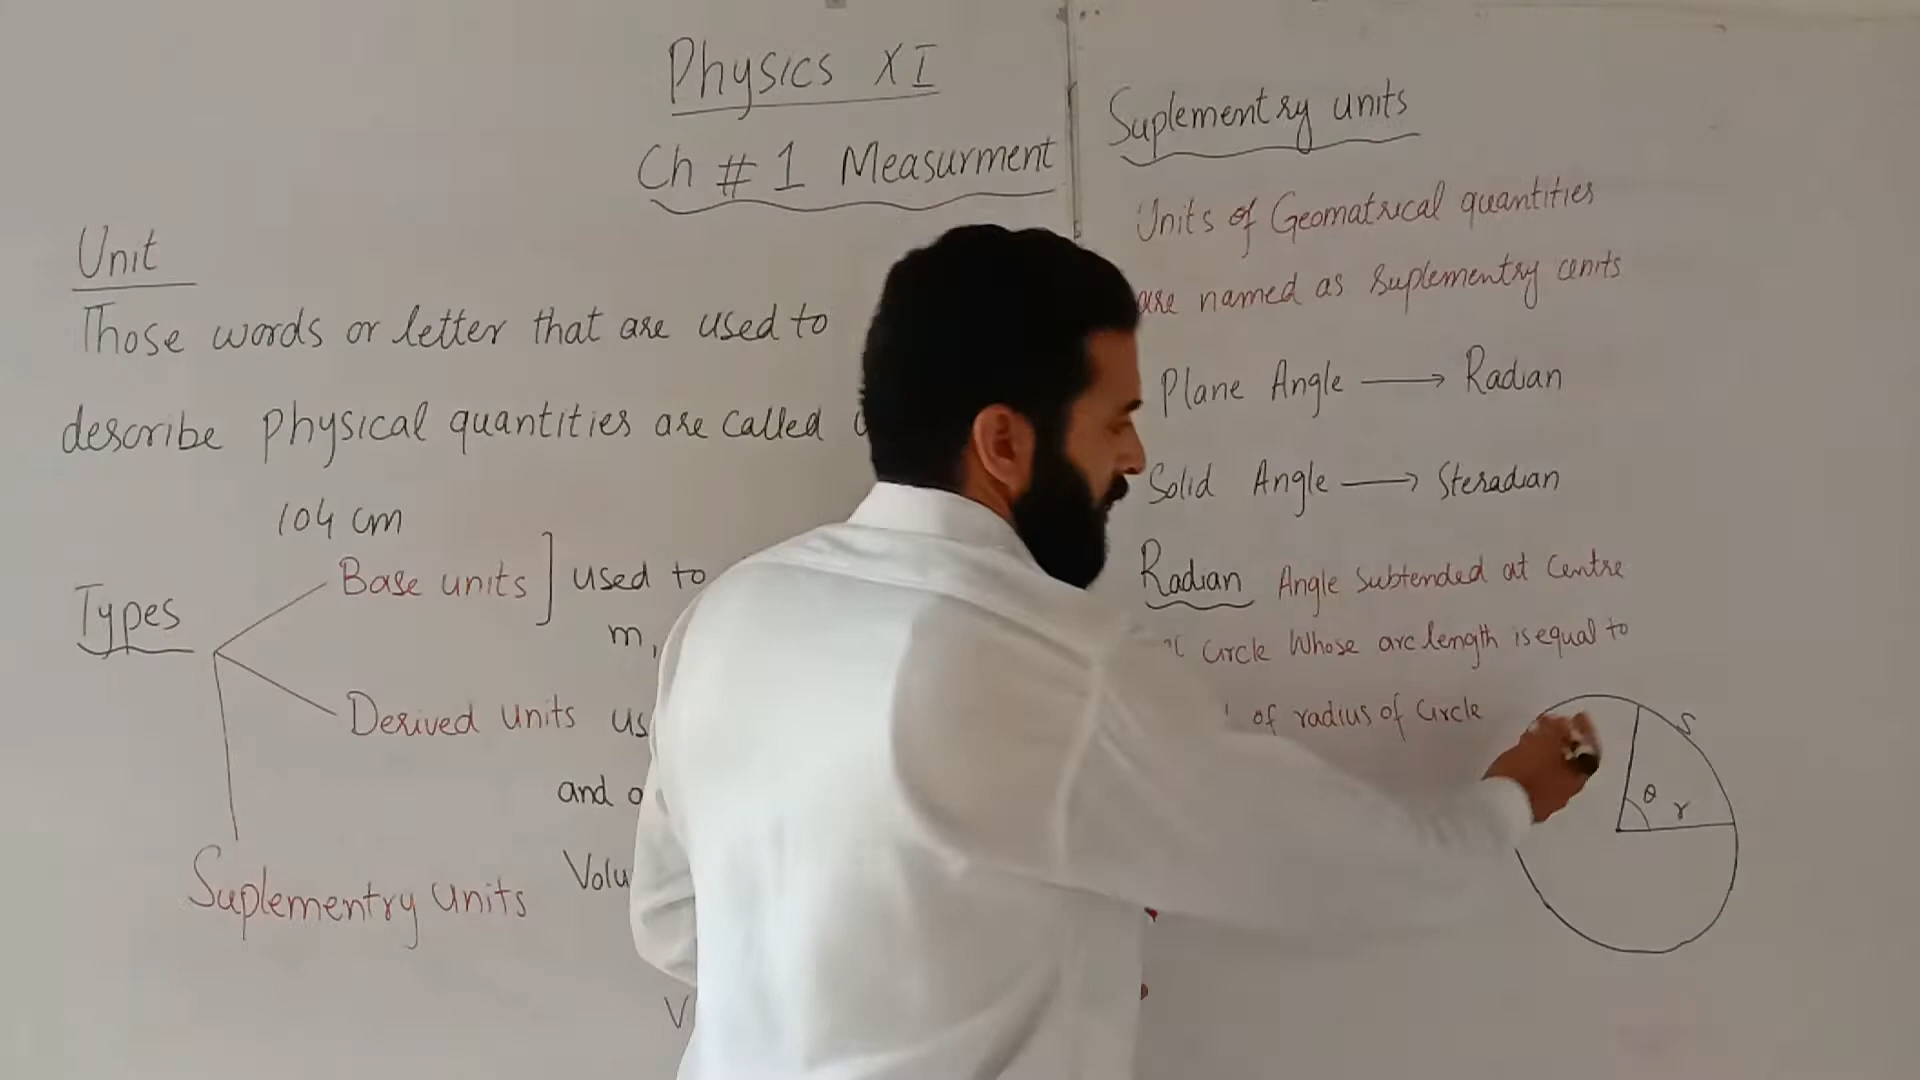 Physics XI
Ch # 1 Measurment
Unit
Those words or letter that are used to
describe physical quantities are called
104 cm
Types
Base units ] used to
m,
Derived units us
and
Volu
Suplementry units
V
Suplementry units
Units of Geomatrical quantities
are named as Suplementry units
Plane Angle → Radian
Solid Angle → Steradian
Radian Angle Subtended at Centre
Circle Whose arc length is equal to
of radius of Circle
S
θ
r